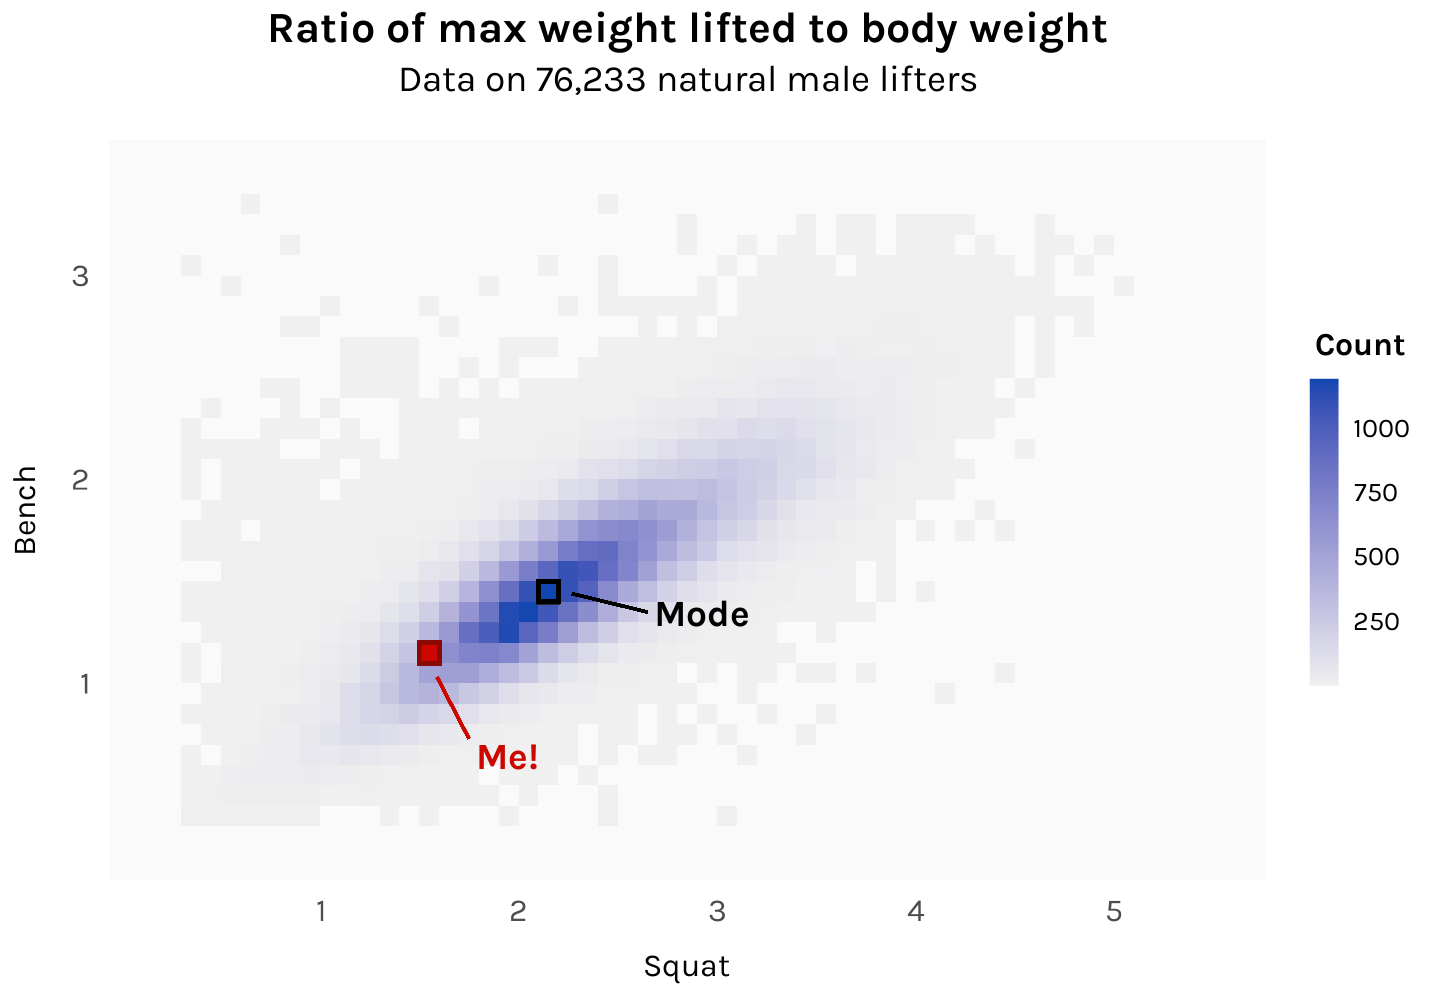 Ratio of max weight lifted to body weight
Data on 76,233 natural male lifters
Bench
3
2
1
Mode
Me!
1 2 3 4 5
Squat
Count
1000
750
500
250